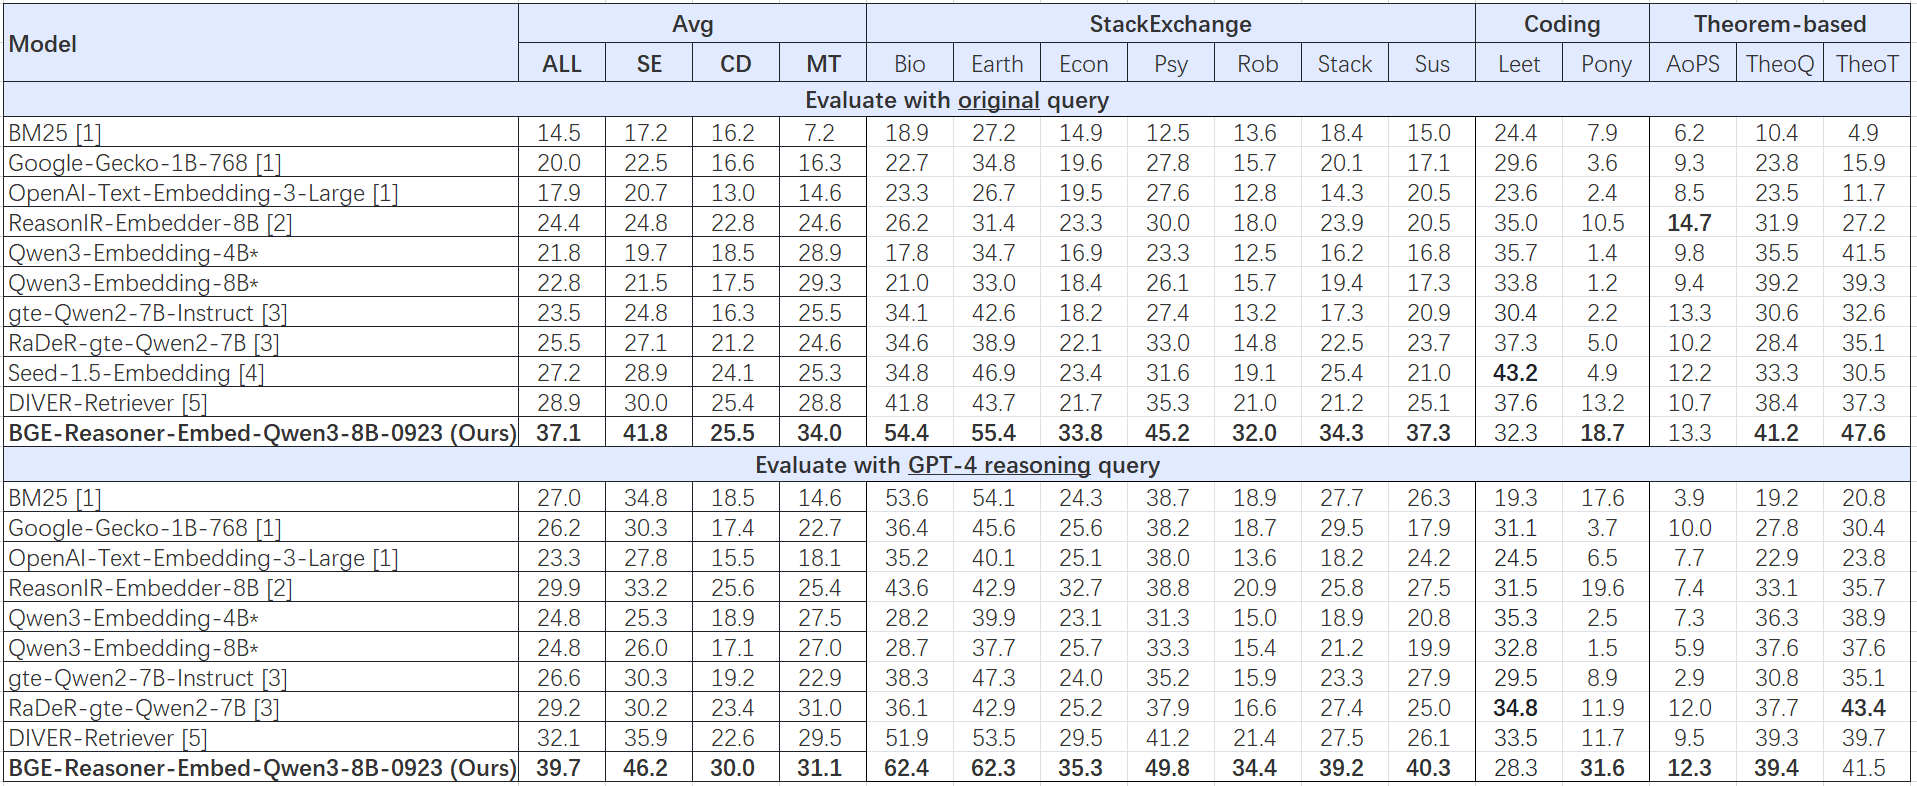 Model Avg StackExchange Coding Theorem-based
ALL SE CD MT Bio Earth Econ Psy Rob Stack Sus Leet Pony AoPS TheoQ TheoT
Evaluate with original query
BM25 [1] 14.5 17.2 16.2 7.2 18.9 27.2 14.9 12.5 13.6 18.4 15.0 24.4 7.9 6.2 10.4 4.9
Google-Gecko-1B-768 [1] 20.0 22.5 16.6 16.3 22.7 34.8 19.6 27.8 15.7 20.1 17.1 29.6 3.6 9.3 23.8 15.9
OpenAI-Text-Embedding-3-Large [1] 17.9 20.7 13.0 14.6 23.3 26.7 19.5 27.6 12.8 14.3 20.5 23.6 2.4 8.5 23.5 11.7
ReasonIR-Embedder-8B [2] 24.4 24.8 22.8 24.6 26.2 31.4 23.3 30.0 18.0 23.9 20.5 35.0 10.5 14.7 31.9 27.2
Qwen3-Embedding-4B* 21.8 19.7 18.5 28.9 17.8 34.7 16.9 23.3 12.5 16.2 16.8 35.7 1.4 9.8 35.5 41.5
Qwen3-Embedding-8B* 22.8 21.5 17.5 29.3 21.0 33.0 18.4 26.1 15.7 19.4 17.3 33.8 1.2 9.4 39.2 39.3
gte-Qwen2-7B-Instruct [3] 23.5 24.8 16.3 25.5 34.1 42.6 18.2 27.4 13.2 17.3 20.9 30.4 2.2 13.3 30.6 32.6
RaDeR-gte-Qwen2-7B [3] 25.5 27.1 21.2 24.6 34.6 38.9 22.1 33.0 14.8 22.5 23.7 37.3 5.0 10.2 28.4 35.1
Seed-1.5-Embedding [4] 27.2 28.9 24.1 25.3 34.8 46.9 23.4 31.6 19.1 25.4 21.0 43.2 4.9 12.2 33.3 30.5
DIVER-Retriever [5] 28.9 30.0 25.4 28.8 41.8 43.7 21.7 35.3 21.0 21.2 25.1 37.6 13.2 10.7 38.4 37.3
BGE-Reasoner-Embed-Qwen3-8B-0923 (Ours) 37.1 41.8 25.5 34.0 54.4 55.4 33.8 45.2 32.0 34.3 37.3 32.3 18.7 13.3 41.2 47.6
Evaluate with GPT-4 reasoning query
BM25 [1] 27.0 34.8 18.5 14.6 53.6 54.1 24.3 38.7 18.9 27.7 26.3 19.3 17.6 3.9 19.2 20.8
Google-Gecko-1B-768 [1] 26.2 30.3 17.4 22.7 36.4 45.6 25.6 38.2 18.7 29.5 17.9 31.1 3.7 10.0 27.8 30.4
OpenAI-Text-Embedding-3-Large [1] 23.3 27.8 15.5 18.1 35.2 40.1 25.1 38.0 13.6 18.2 24.2 24.5 6.5 7.7 22.9 23.8
ReasonIR-Embedder-8B [2] 29.9 33.2 25.6 25.4 43.6 42.9 32.7 38.8 20.9 25.8 27.5 31.5 19.6 7.4 33.1 35.7
Qwen3-Embedding-4B* 24.8 25.3 18.9 27.5 28.2 39.9 23.1 31.3 15.0 18.9 20.8 35.3 2.5 7.3 36.3 38.9
Qwen3-Embedding-8B* 24.8 26.0 17.1 27.0 28.7 37.7 25.7 33.3 15.4 21.2 19.9 32.8 1.5 5.9 37.6 37.6
gte-Qwen2-7B-Instruct [3] 26.6 30.3 19.2 22.9 38.3 47.3 24.0 35.2 15.9 23.3 27.9 29.5 8.9 2.9 30.8 35.1
RaDeR-gte-Qwen2-7B [3] 29.2 30.2 23.4 31.0 36.1 42.9 25.2 37.9 16.6 27.4 25.0 34.8 11.9 12.0 37.7 43.4
DIVER-Retriever [5] 32.1 35.9 22.6 29.5 51.9 53.5 29.5 41.2 21.4 27.5 26.1 33.5 11.7 9.5 39.3 39.7
BGE-Reasoner-Embed-Qwen3-8B-0923 (Ours) 39.7 46.2 30.0 31.1 62.4 62.3 35.3 49.8 34.4 39.2 40.3 28.3 31.6 12.3 39.4 41.5